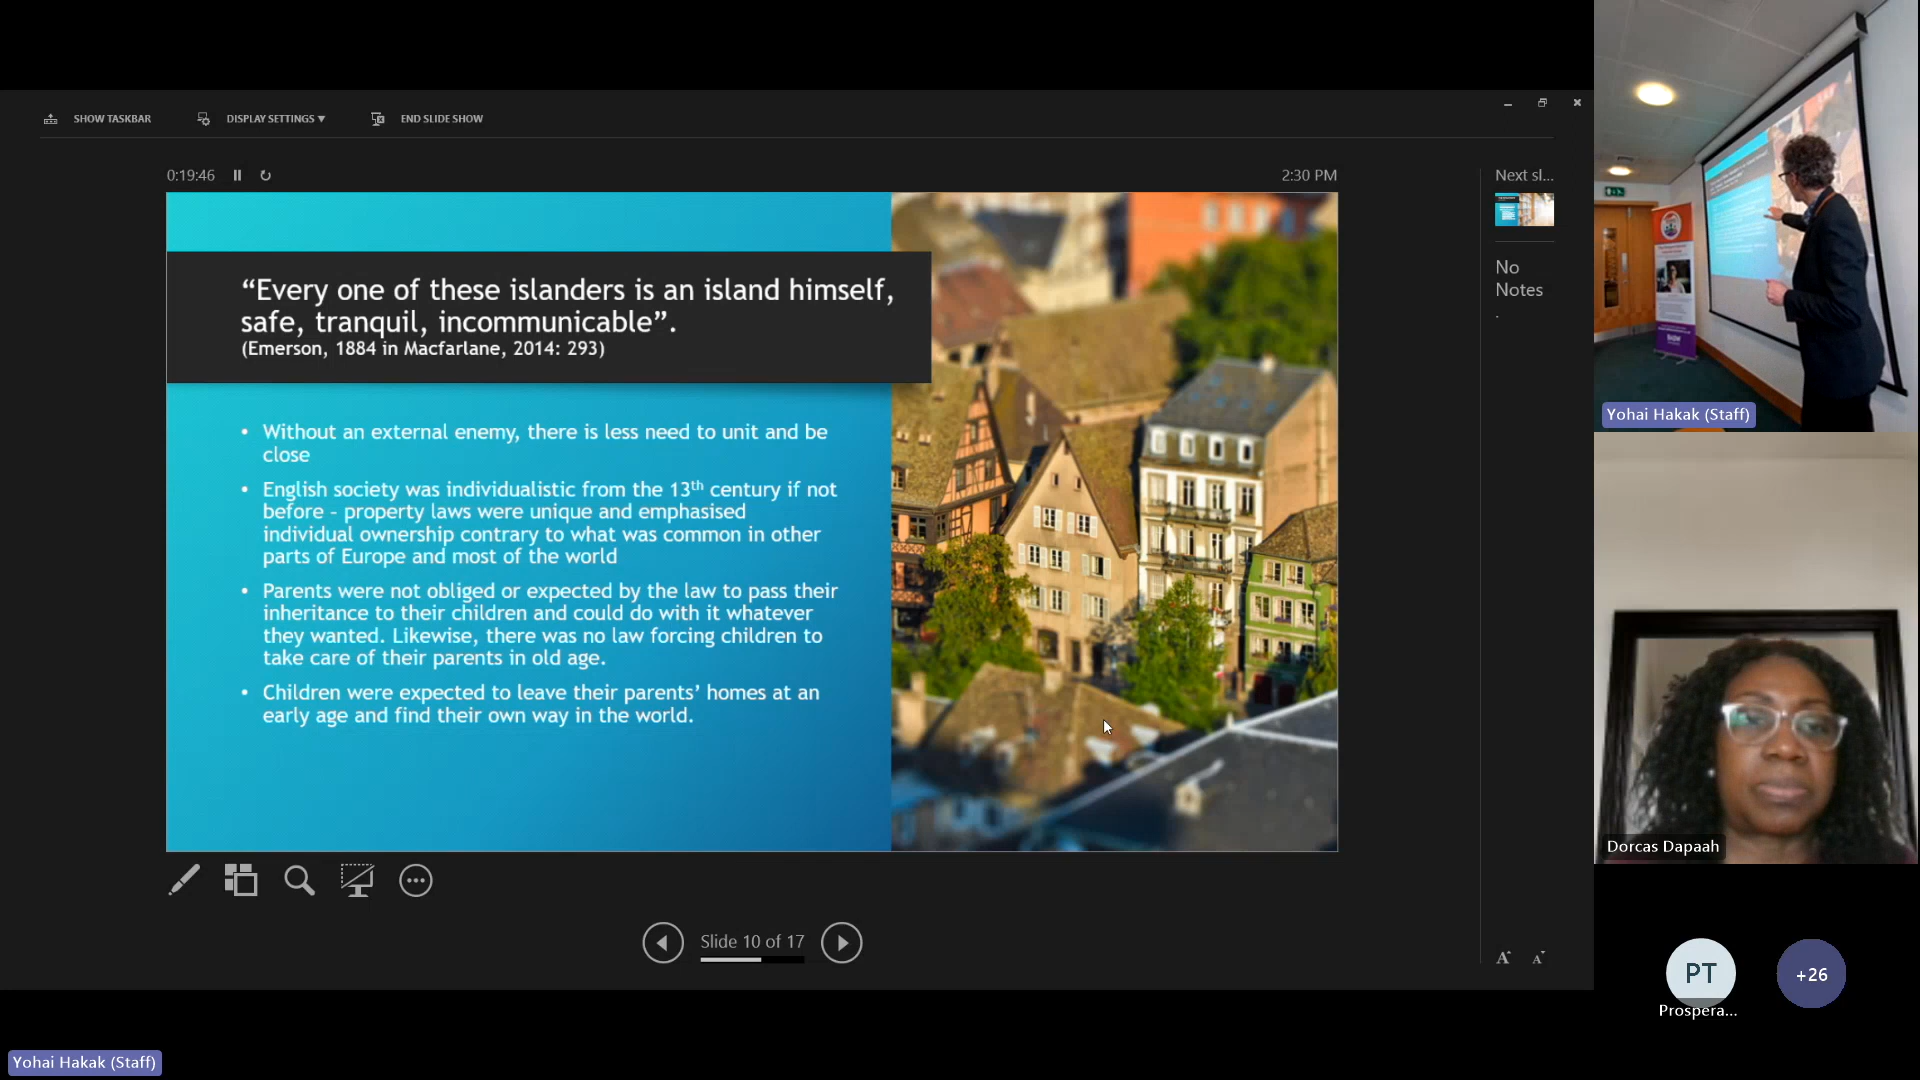 SHOW TASKBAR
DISPLAY SETTINGS ▾
END SLIDE SHOW
0:19:46
2:30 PM
Next sl...
“Every one of these islanders is an island himself,
safe, tranquil, incommunicable”.
(Emerson, 1884 in Macfarlane, 2014: 293)
• Without an external enemy, there is less need to unit and be
close
• English society was individualistic from the 13th century if not
before – property laws were unique and emphasised
individual ownership contrary to what was common in other
parts of Europe and most of the world
• Parents were not obliged or expected by the law to pass their
inheritance to their children and could do with it whatever
they wanted. Likewise, there was no law forcing children to
take care of their parents in old age.
• Children were expected to leave their parents’ homes at an
early age and find their own way in the world.
No
Notes
.
Slide 10 of 17
A A
Yohai Hakak (Staff)
Dorcas Dapaah
PT
Prospera...
+26
Yohai Hakak (Staff)